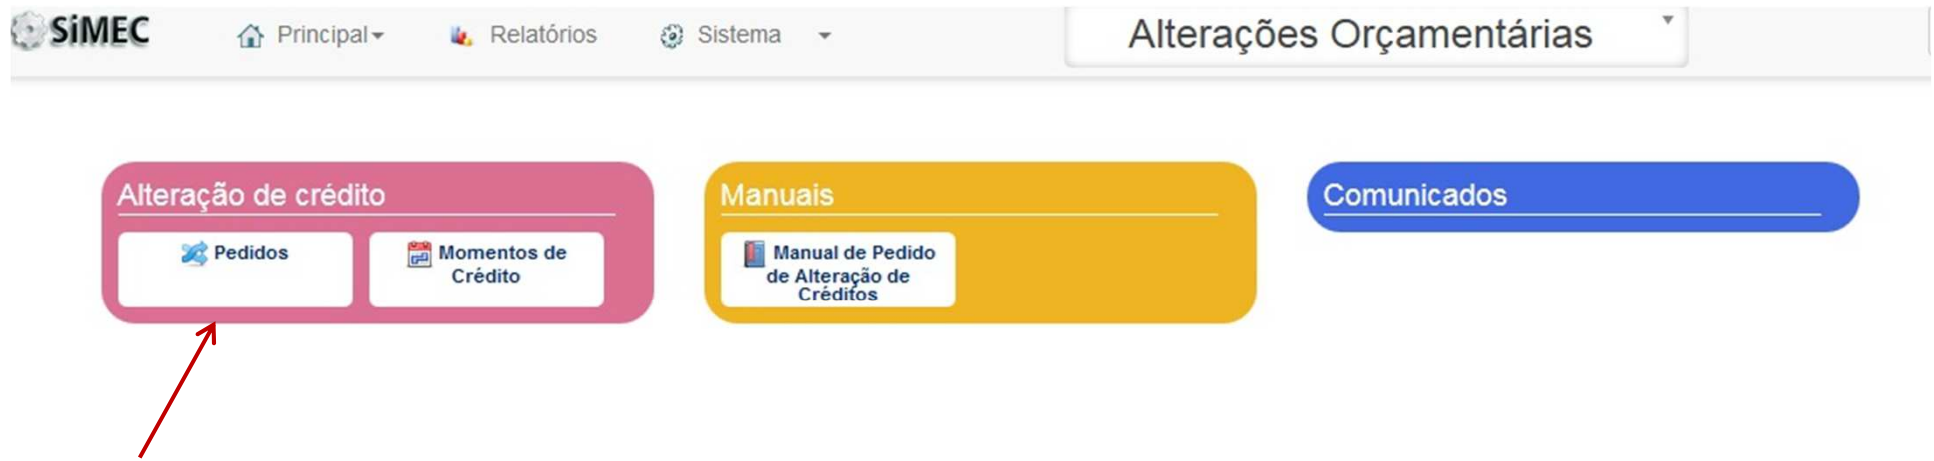 SiMEC Principal Relatórios Sistema Alterações Orçamentárias
Alteração de crédito
Pedidos
Momentos de
Crédito
Manuais
Manual de Pedido
de Alteração de
Créditos
Comunicados